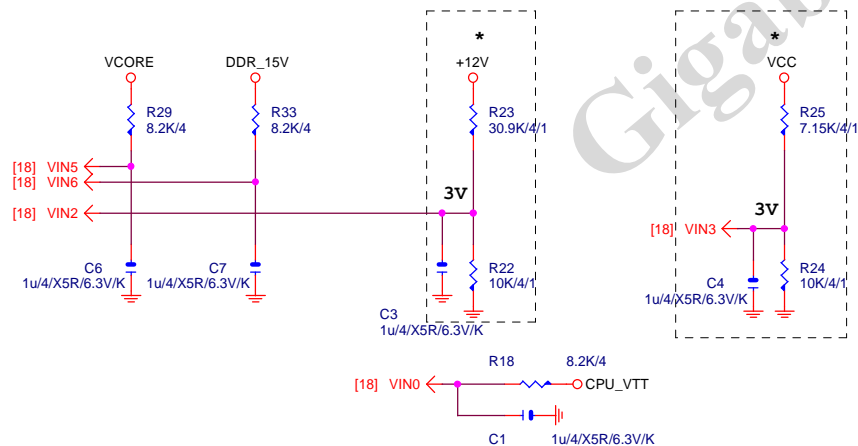 Gigab
*
*
VCORE
DDR_15V
+12V
VCC
R29
8.2K/4
R33
8.2K/4
R23
30.9K/4/1
R25
7.15K/4/1
[18] VIN5
[18] VIN6
[18] VIN2
3V
[18] VIN3
3V
C6
1u/4/X5R/6.3V/K
C7
1u/4/X5R/6.3V/K
R22
10K/4/1
C3
1u/4/X5R/6.3V/K
C4
1u/4/X5R/6.3V/K
R24
10K/4/1
R18
8.2K/4
[18] VIN0
CPU_VTT
C1
1u/4/X5R/6.3V/K